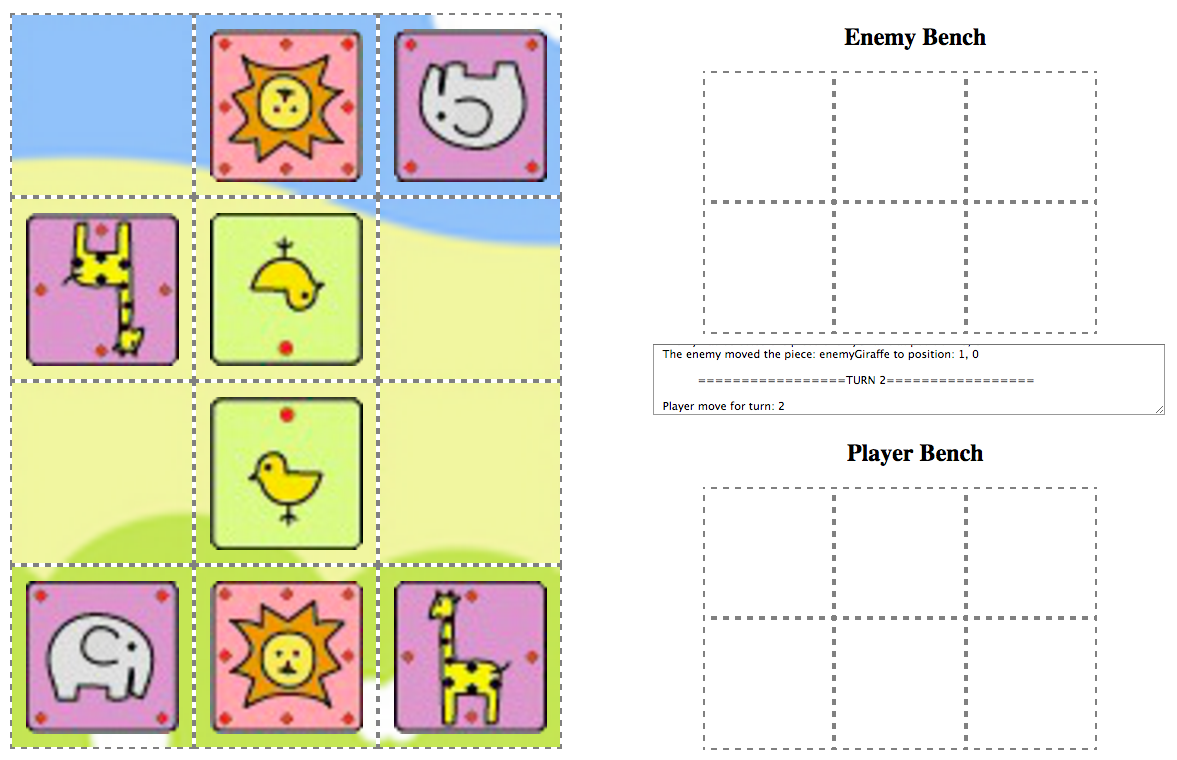 Enemy Bench
The enemy moved the piece: enemyGiraffe to position: 1, 0
=================TURN 2=================
Player move for turn: 2
Player Bench